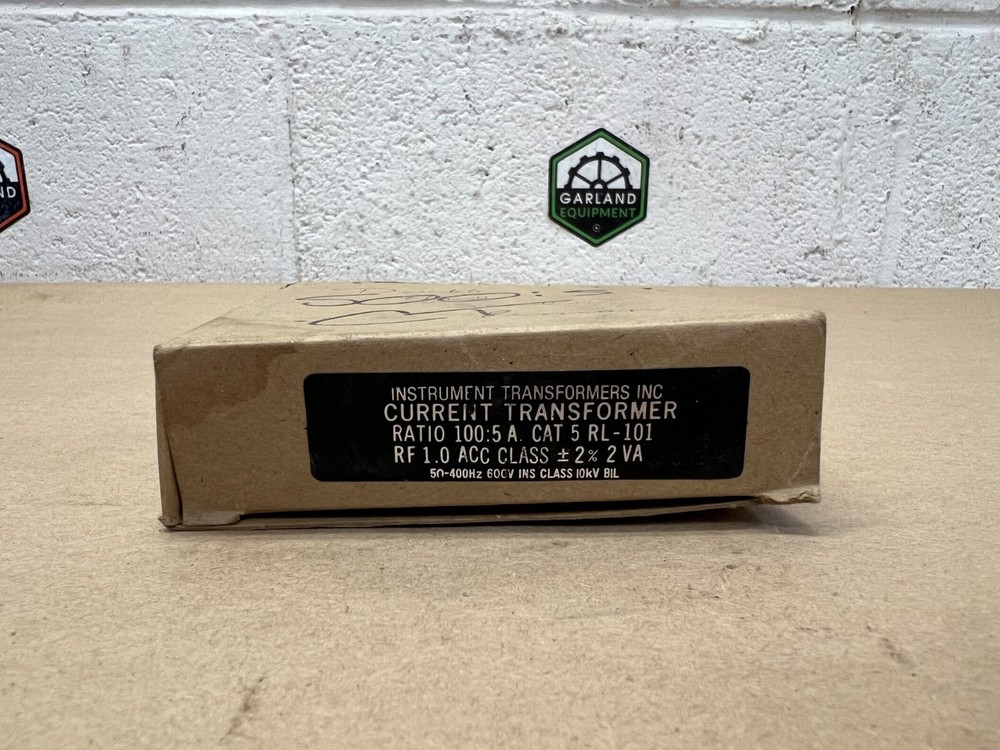 ND
GARLAND
EQUIPMENT
INSTRUMENT TRANSFORMERS INC
CURRENT TRANSFORMER
RATIO 100:5 A. CAT 5 RL-101
RF 1.0 ACC CLASS ± 2% 2 VA
50-400Hz 600V INS CLASS 10kV BIL